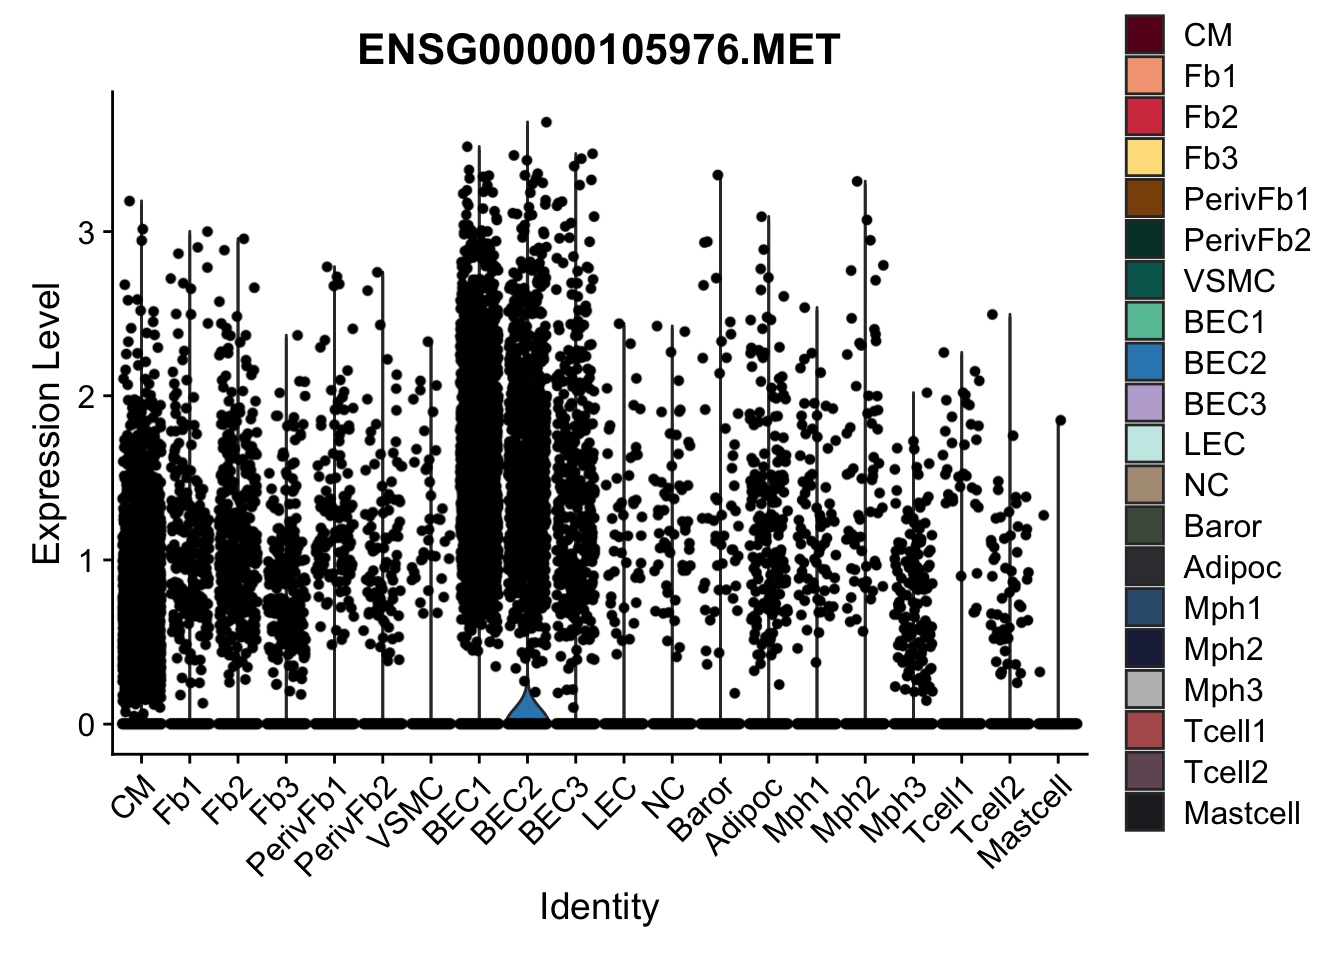 ENSG00000105976.MET
Expression Level
3
2
1
0
CM
Fb1
Fb2
Fb3
PerivFb1
PerivFb2
VSMC
BEC1
BEC2
BEC3
LEC
NC
Baror
Adipoc
Mph1
Mph2
Mph3
Tcell1
Tcell2
Mastcell
Identity
CM
Fb1
Fb2
Fb3
PerivFb1
PerivFb2
VSMC
BEC1
BEC2
BEC3
LEC
NC
Baror
Adipoc
Mph1
Mph2
Mph3
Tcell1
Tcell2
Mastcell